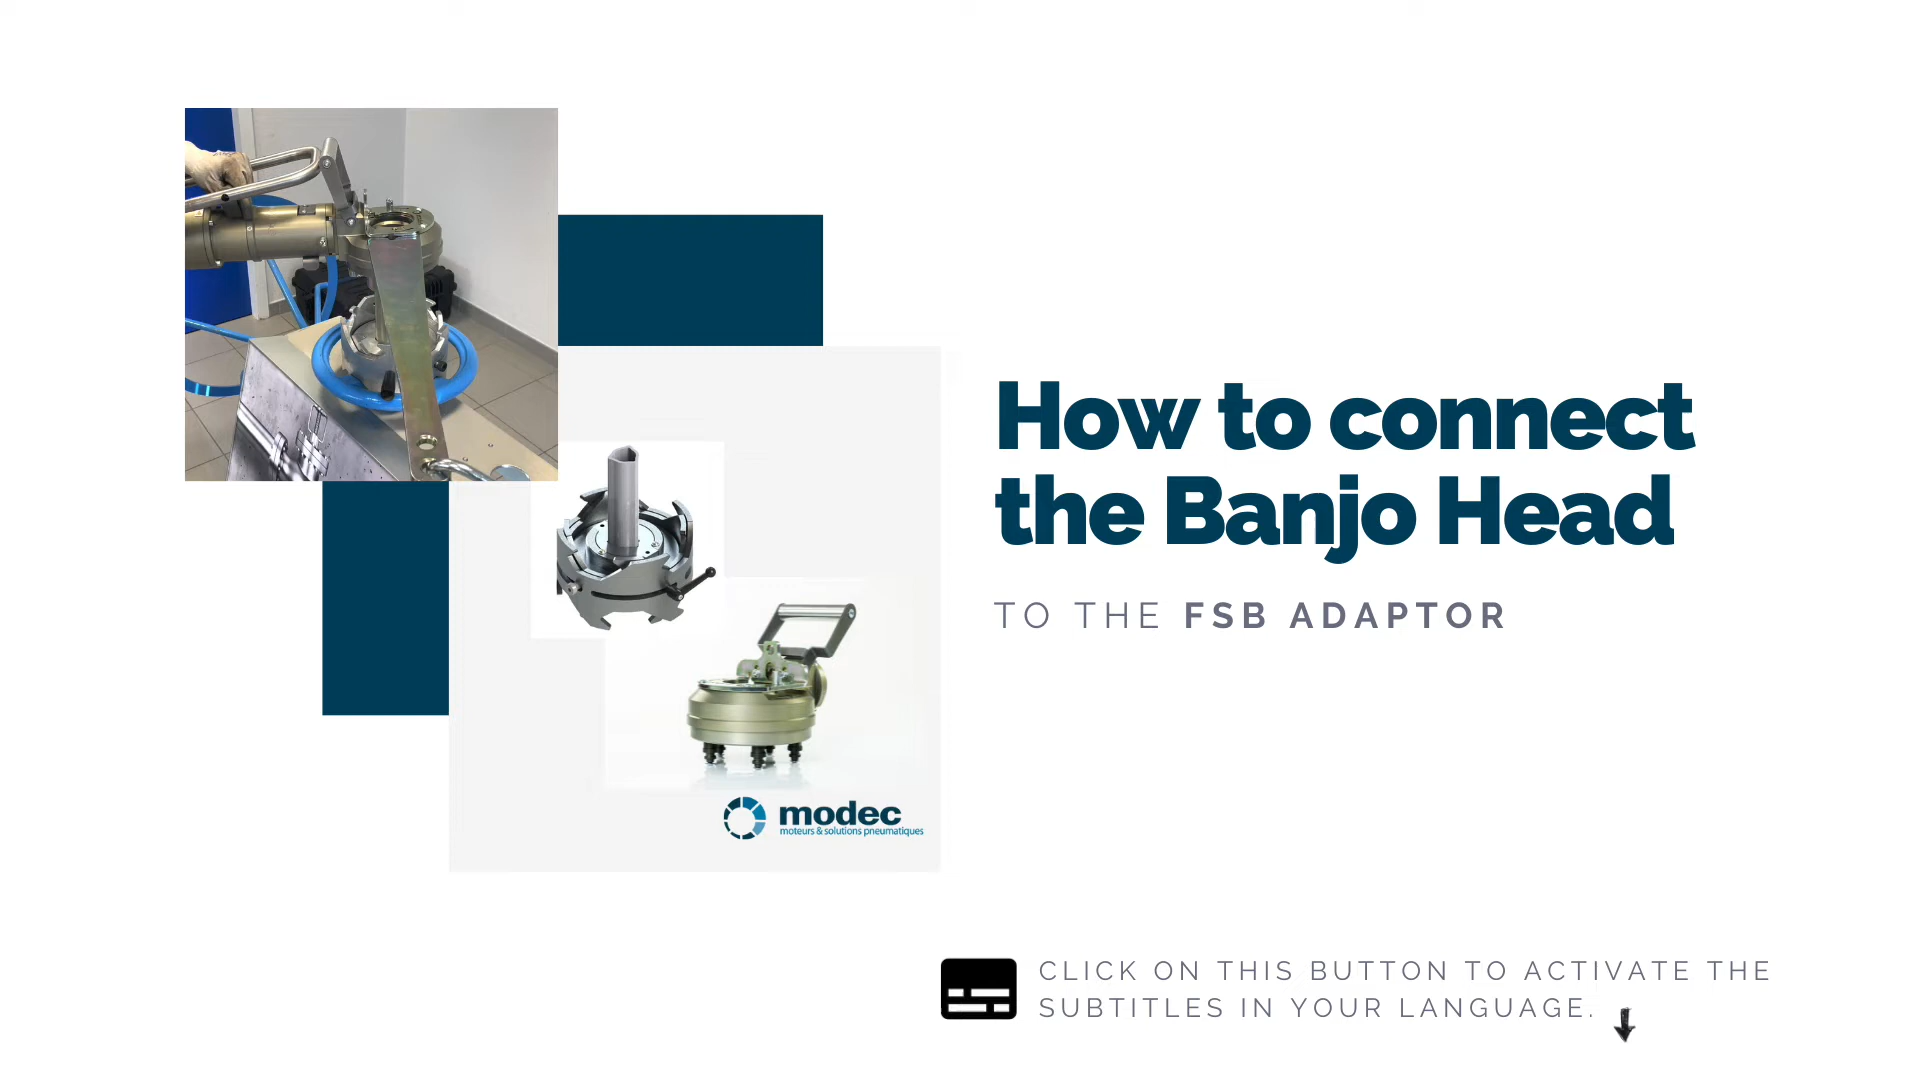 How to connect
the Banjo Head
TO THE FSB ADAPTOR
modec
moteurs & solutions pneumatiques
CLICK ON THIS BUTTON TO ACTIVATE THE
SUBTITLES IN YOUR LANGUAGE.